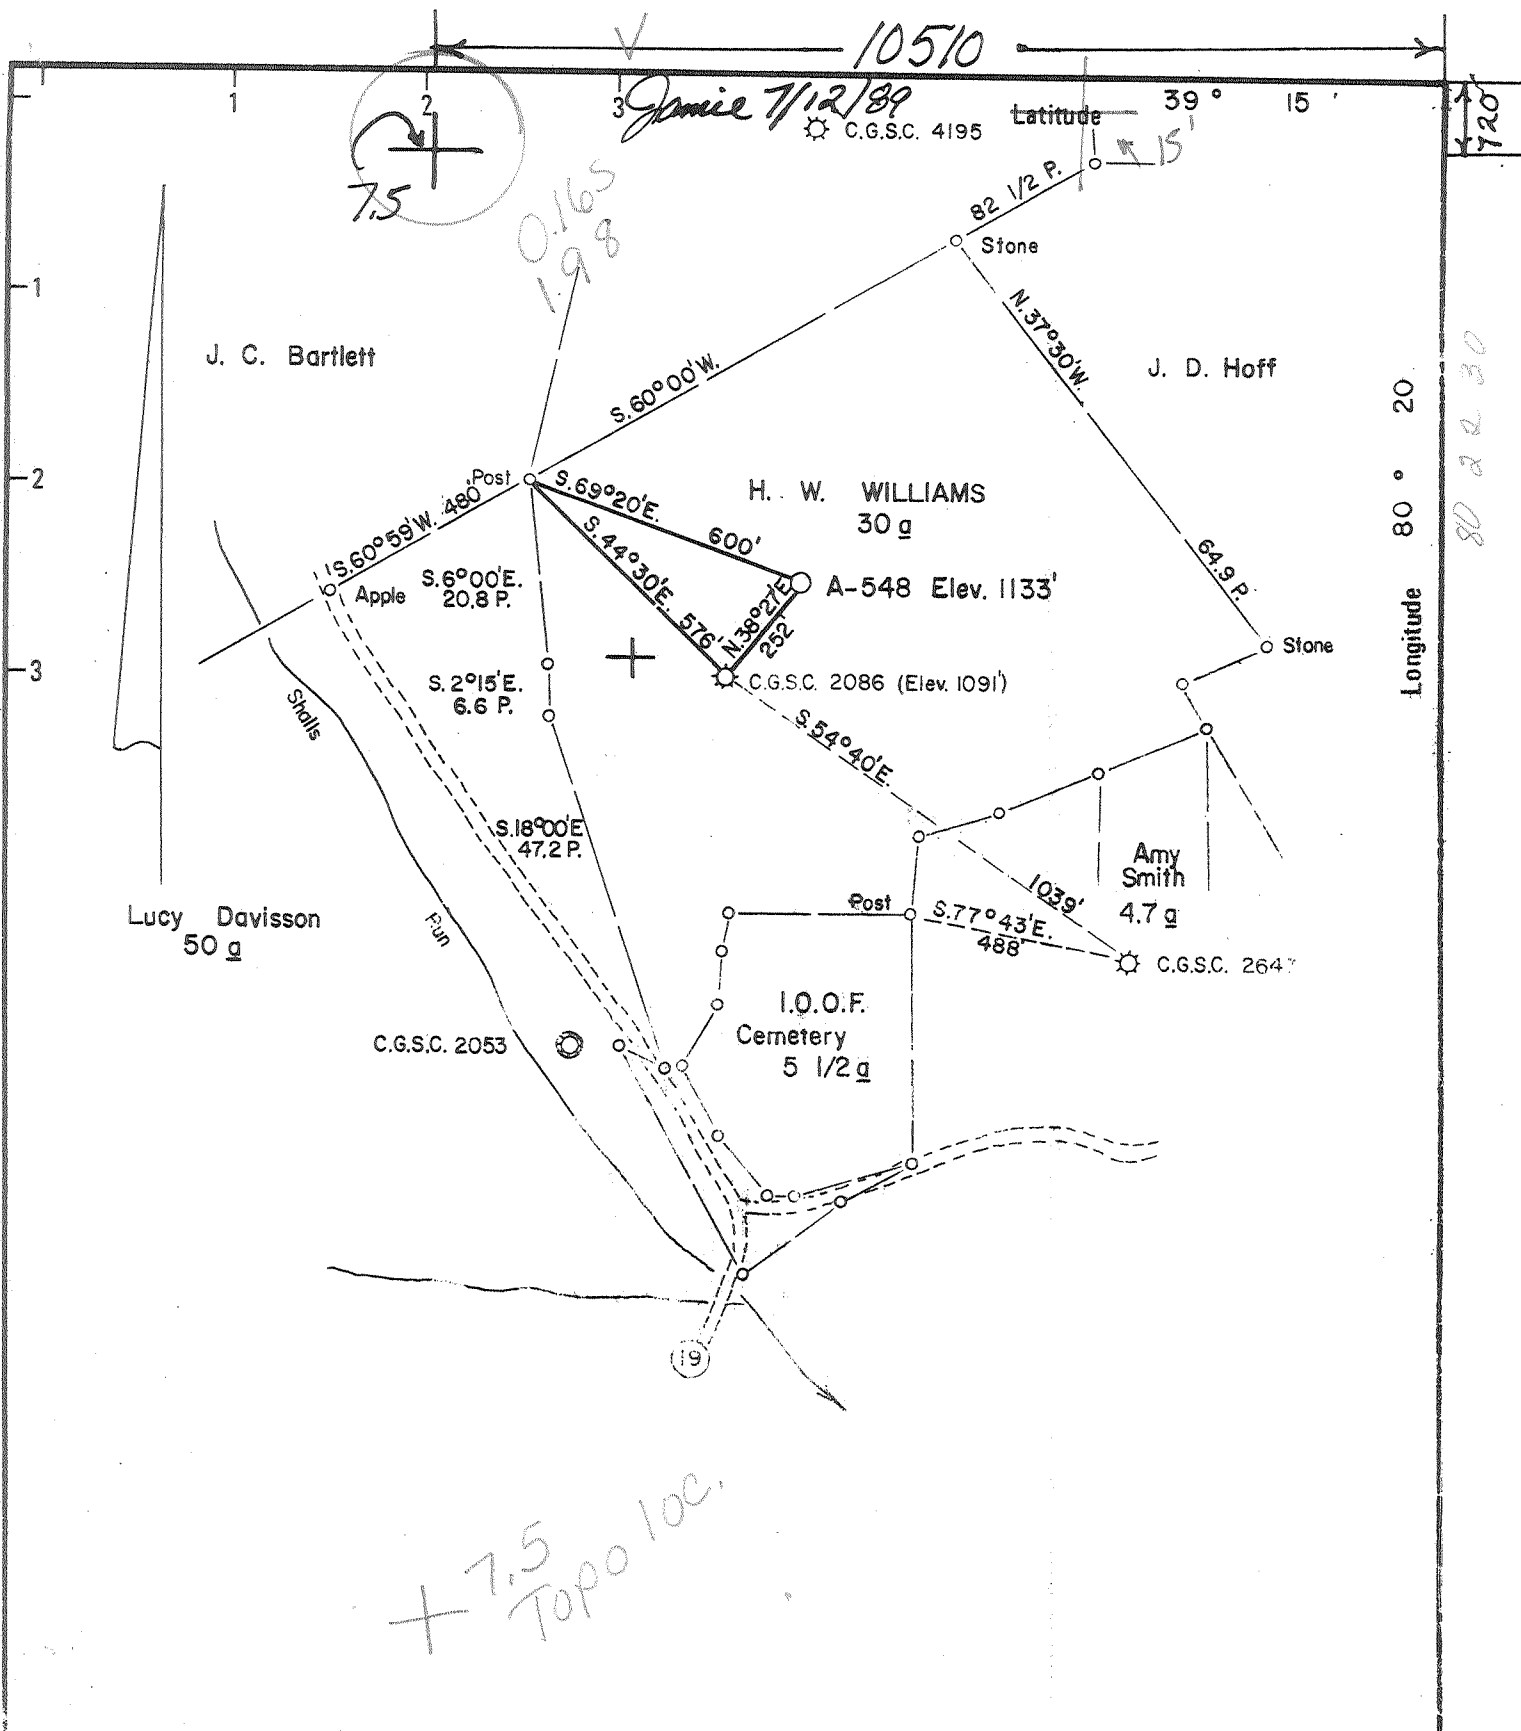 10510
1
2
3
Jamie 7/12/89
C.G.S.C. 4195
Latitude 39° 15'
15'
720'
7.5
0.165
1.98
82 1/2 P.
Stone
1
J. C. Bartlett
N.37°30'W.
J. D. Hoff
S.60°00'W.
80 22 30
Longitude 80° 20
2
Post
S.69°20'E.
600'
H. W. WILLIAMS
30 a
S.60°59'W. 480'
S.44°30'E. 576'
64.9 P.
Apple
S.6°00'E.
20.8 P.
A-548 Elev. 1133'
N.38°27'E.
252'
Stone
3
S. 2°15'E.
6.6 P.
C.G.S.C. 2086 (Elev. 1091')
Shalls
S.54°40'E.
S.18°00'E
47.2 P.
Amy
Smith
4.7 a
1039'
Lucy Davisson
50 a
Run
Post
S.77°43'E.
488'
C.G.S.C. 2647
I.O.O.F.
Cemetery
5 1/2 a
C.G.S.C. 2053
19
7.5
Topo loc.